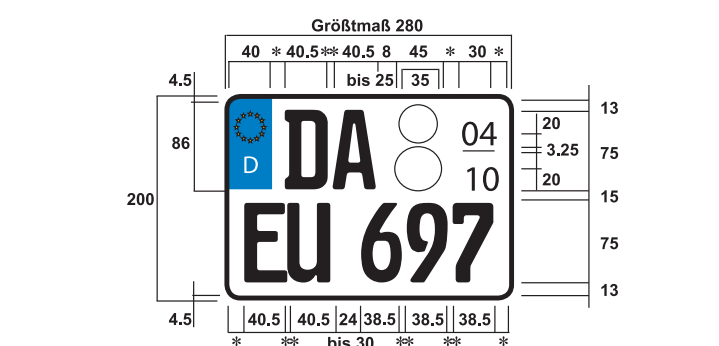 Größtmaß 280
40 * 40.5 ** 40.5 8 45 * 30 *
4.5 bis 25 35
13
DA 04 20
86 3.25 75
D 10 20
200 15
EU 697 75
13
4.5 40.5 40.5 24 38.5 38.5 38.5
* ** bis 30 ** ** *